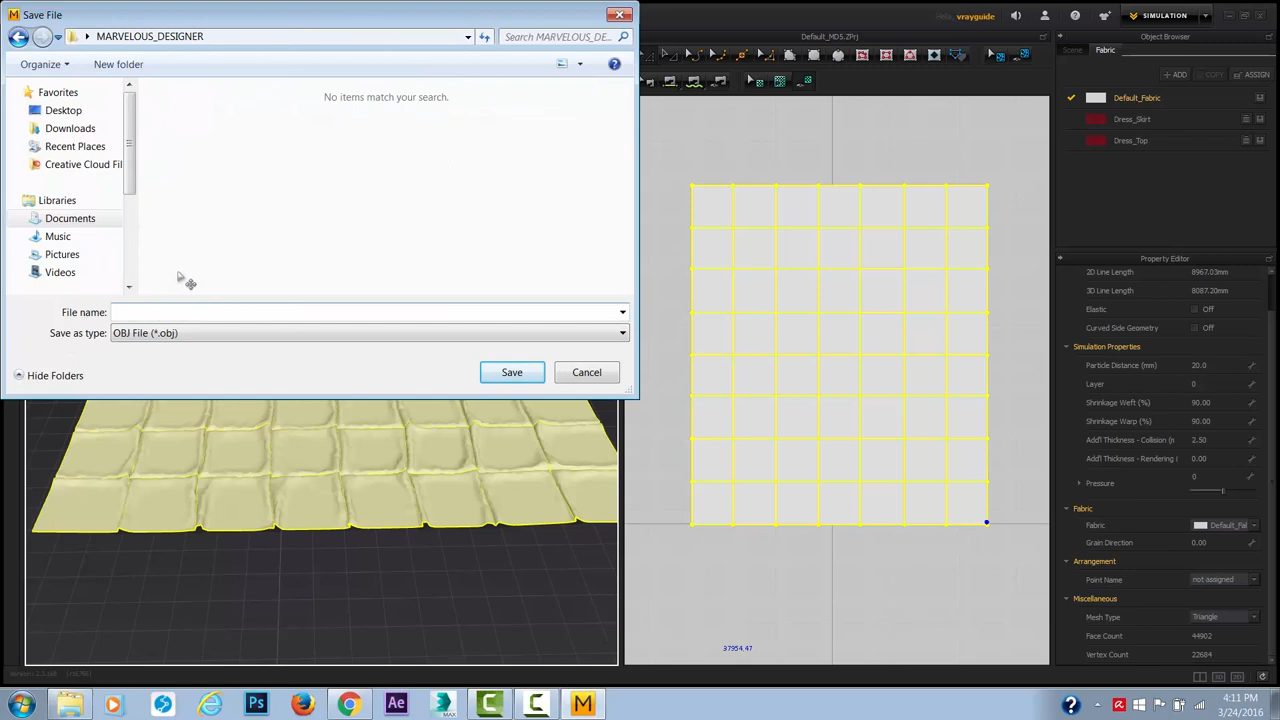 Save File
MARVELOUS_DESIGNER
Search MARVELOUS_DE...
Organize
New folder
Favorites
Desktop
Downloads
Recent Places
Creative Cloud Fil
Libraries
Documents
Music
Pictures
Videos
No items match your search.
File name:
Save as type:
OBJ File (*.obj)
Hide Folders
Save
Cancel
Hola, vrayguide
SIMULATION
Default_MD5.ZPrj
Object Browser
Scene
Fabric
+ ADD
COPY
ASSIGN
Default_Fabric
Dress_Skirt
Dress_Top
Property Editor
2D Line Length 8967.03mm
3D Line Length 8087.20mm
Elastic Off
Curved Side Geometry Off
Simulation Properties
Particle Distance (mm) 20.0
Layer 0
Shrinkage Weft (%) 90.00
Shrinkage Warp (%) 90.00
Add'l Thickness - Collision (n 2.50
Add'l Thickness - Rendering ( 0.00
Pressure 0
Fabric
Fabric Default_Fal
Grain Direction 0.00
Arrangement
Point Name not assigned
Miscellaneous
Mesh Type Triangle
Face Count 44902
Vertex Count 22684
Ps
Ae
MAX
C
C
M
4:11 PM
3/24/2016